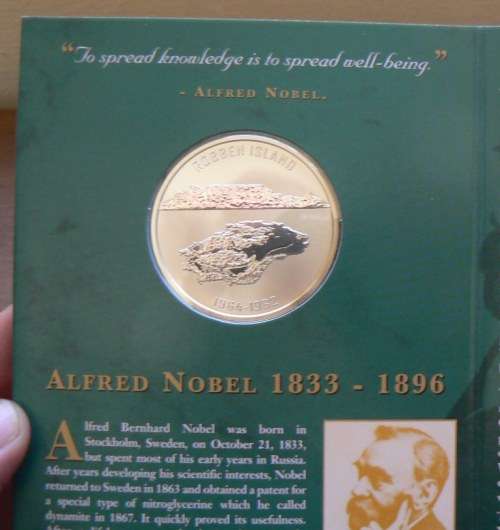 “To spread knowledge is to spread well-being.”
- ALFRED NOBEL.
ROBBEN ISLAND
1964-1982
ALFRED NOBEL 1833 - 1896
Alfred Bernhard Nobel was born in
Stockholm, Sweden, on October 21, 1833,
but spent most of his early years in Russia.
After years developing his scientific interests, Nobel
returned to Sweden in 1863 and obtained a patent for
a special type of nitroglycerine which he called
dynamite in 1867. It quickly proved its usefulness.